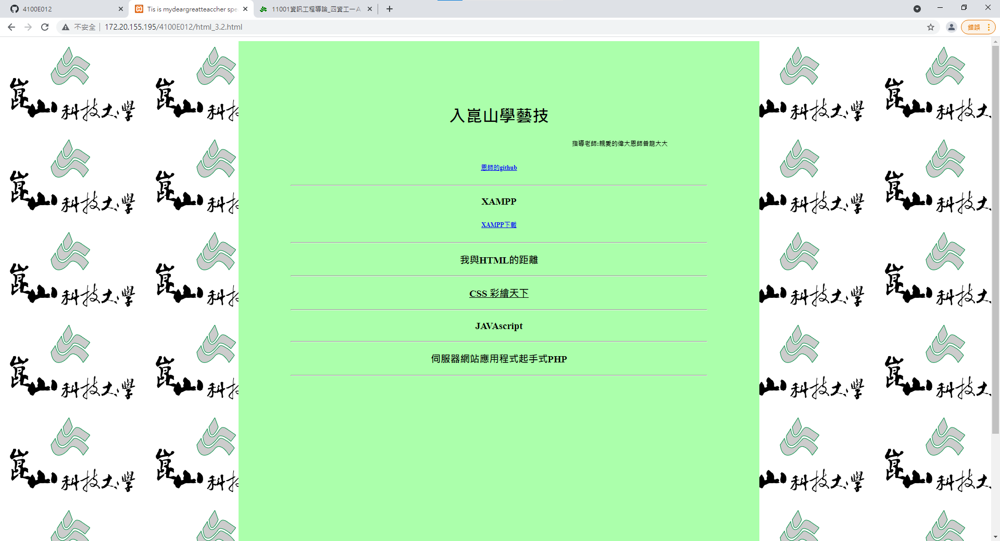 4100E012
Tis is mydeargreatteaccher spe
11001資訊工程導論_四資工一A
不安全
172.20.155.195/4100E012/html_3.2.html
錯誤
崑山科技大學
入崑山學藝技
指導老師:親愛的偉大恩師曾龍大大
恩師的github
XAMPP
XAMPP下載
我與HTML的距離
CSS 彩繪天下
JAVAscript
伺服器網站應用程式起手式PHP